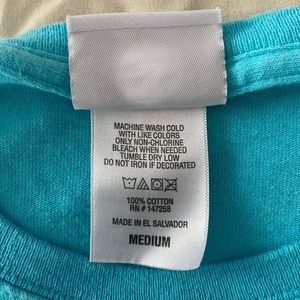 MACHINE WASH COLD
WITH LIKE COLORS
ONLY NON-CHLORINE
BLEACH WHEN NEEDED
TUMBLE DRY LOW
DO NOT IRON IF DECORATED
100% COTTON
RN # 147258
MADE IN EL SALVADOR
MEDIUM